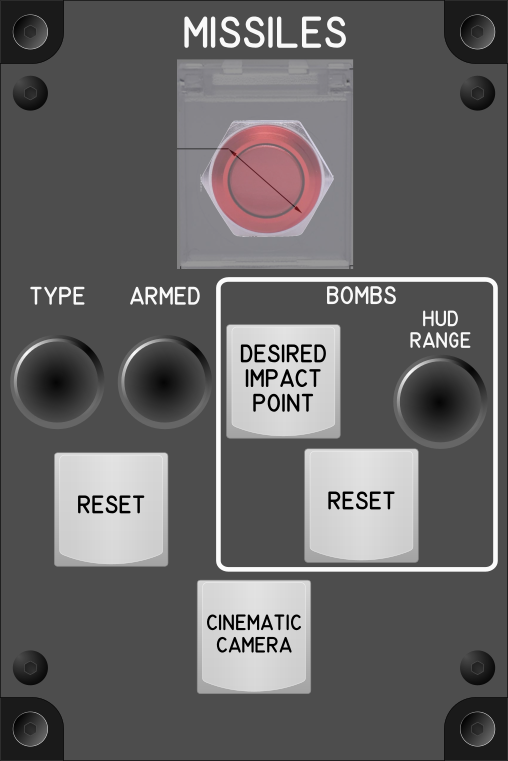 MISSILES
TYPE
ARMED
BOMBS
HUD
RANGE
DESIRED
IMPACT
POINT
RESET
RESET
CINEMATIC
CAMERA